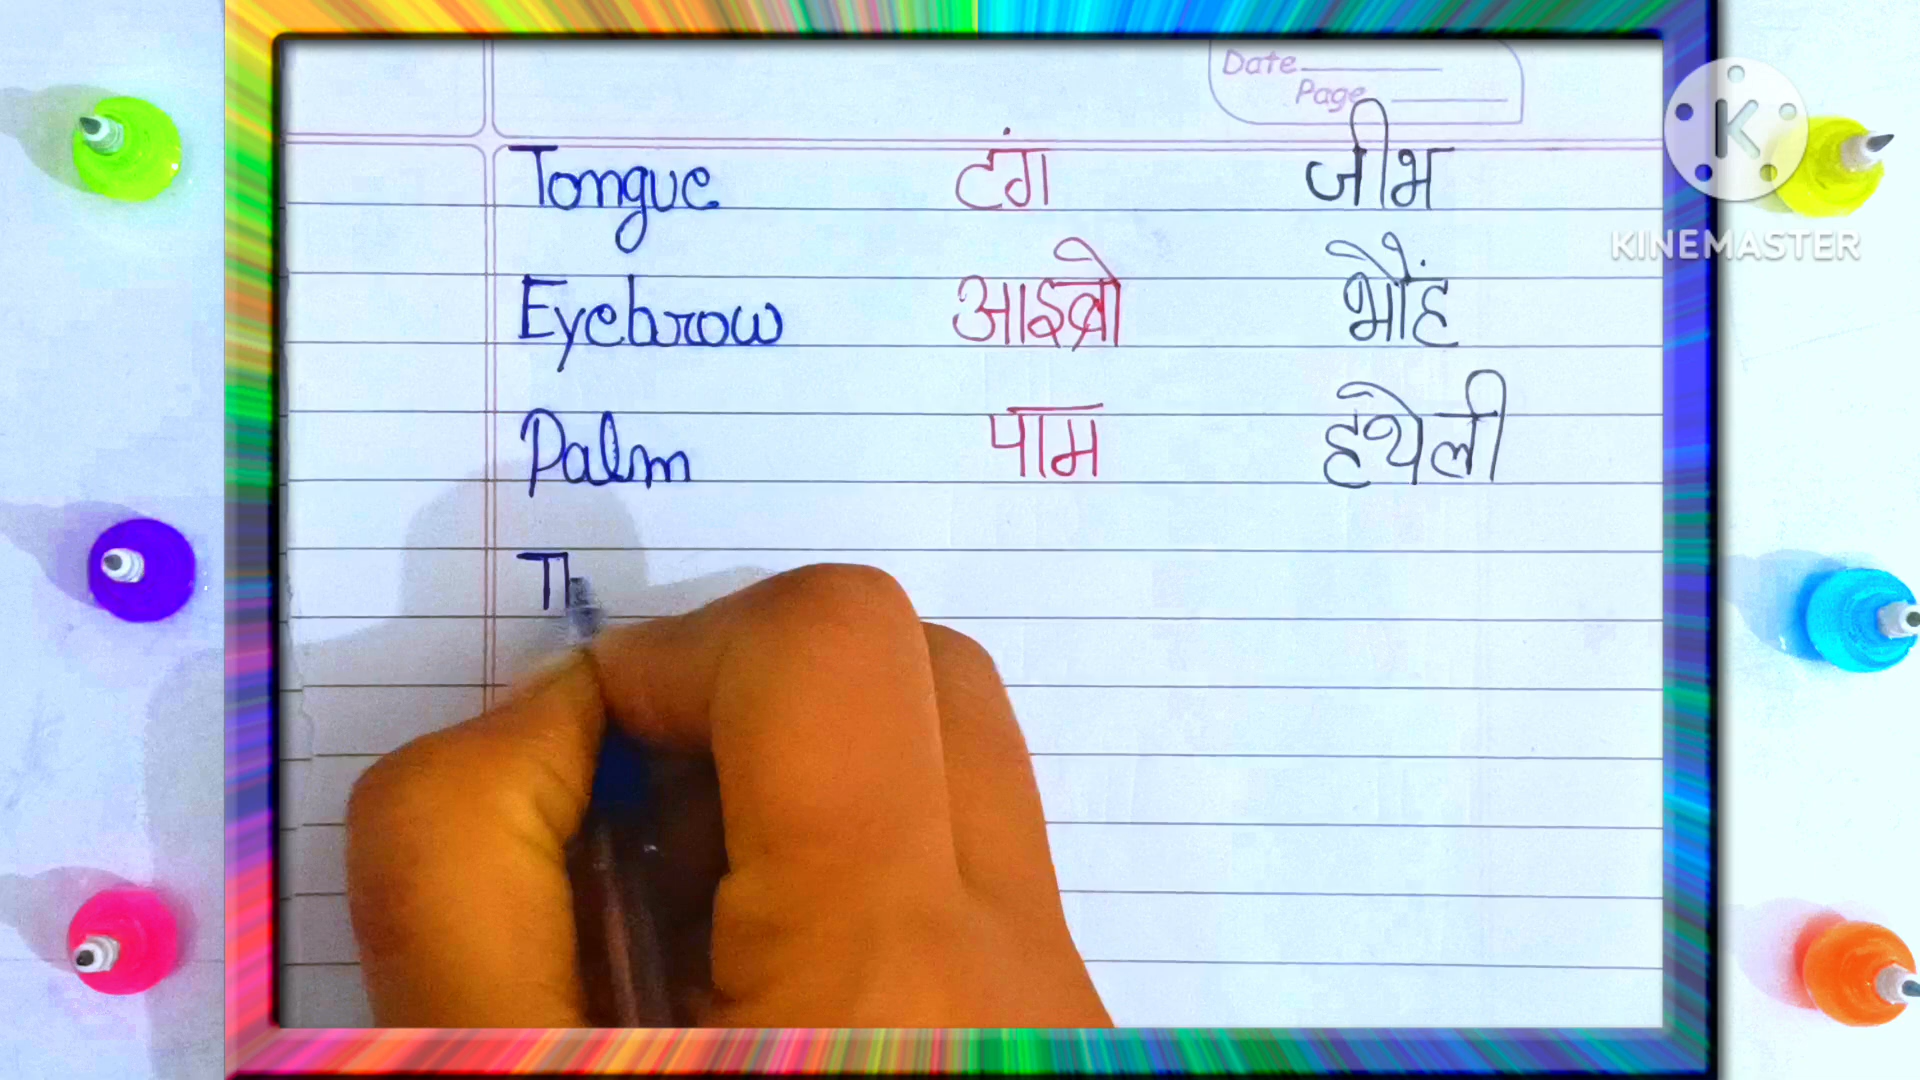 Date
Page
Tongue टंग जीभ
Eyebrow आइब्रो भौंह
Palm पाम हथेली
KINEMASTER